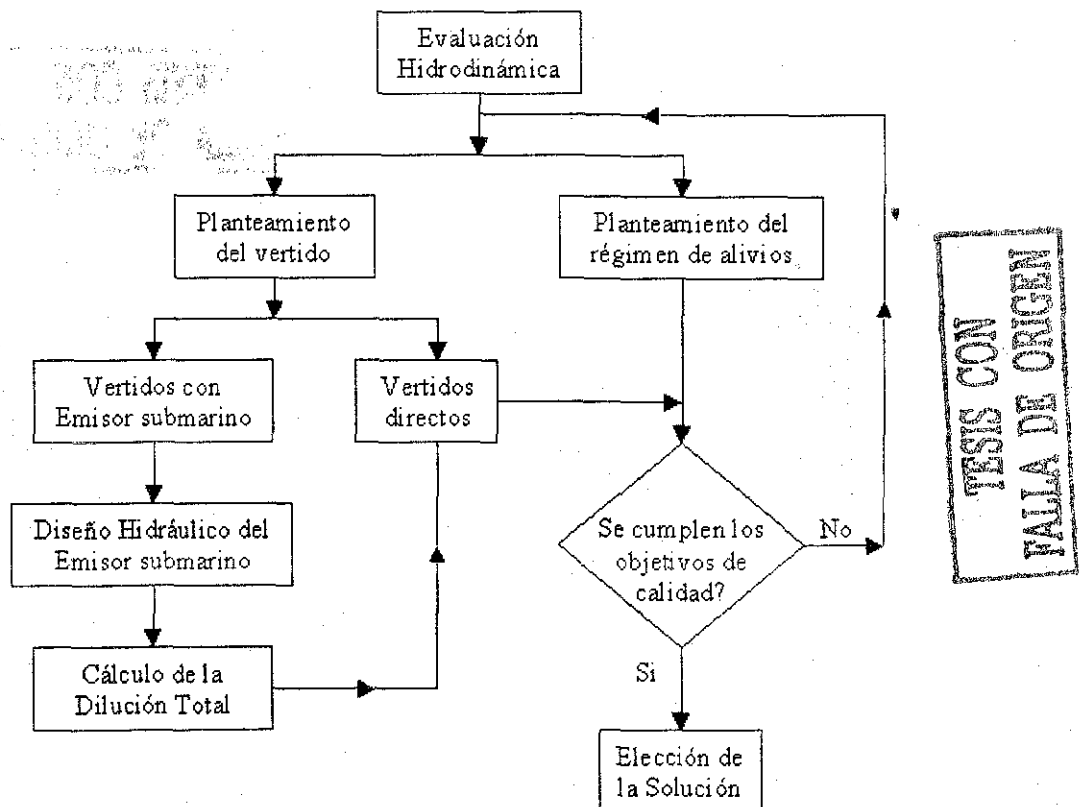 Evaluación
Hidrodinámica
Planteamiento
del vertido
Planteamiento del
régimen de alivios
Vertidos con
Emisor submarino
Vertidos
directos
Diseño Hidráulico del
Emisor submarino
Se cumplen los
objetivos de
calidad?
No
Cálculo de la
Dilución Total
Si
Elección de
la Solución
TESIS CON
FALLA DE ORIGEN